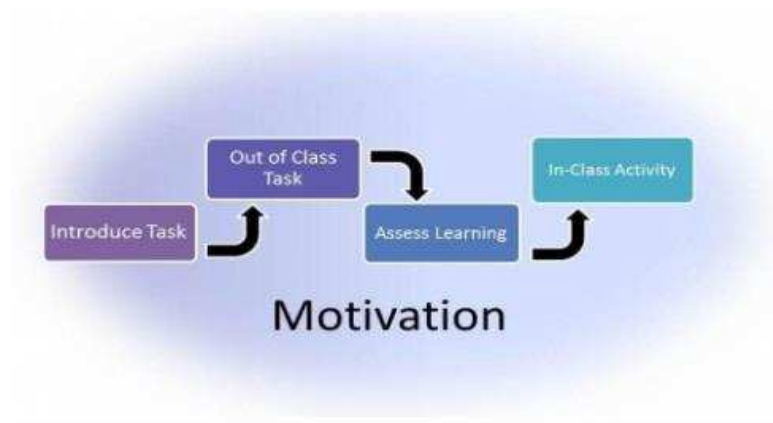 Introduce Task
Out of Class
Task
Assess Learning
In-Class Activity
Motivation